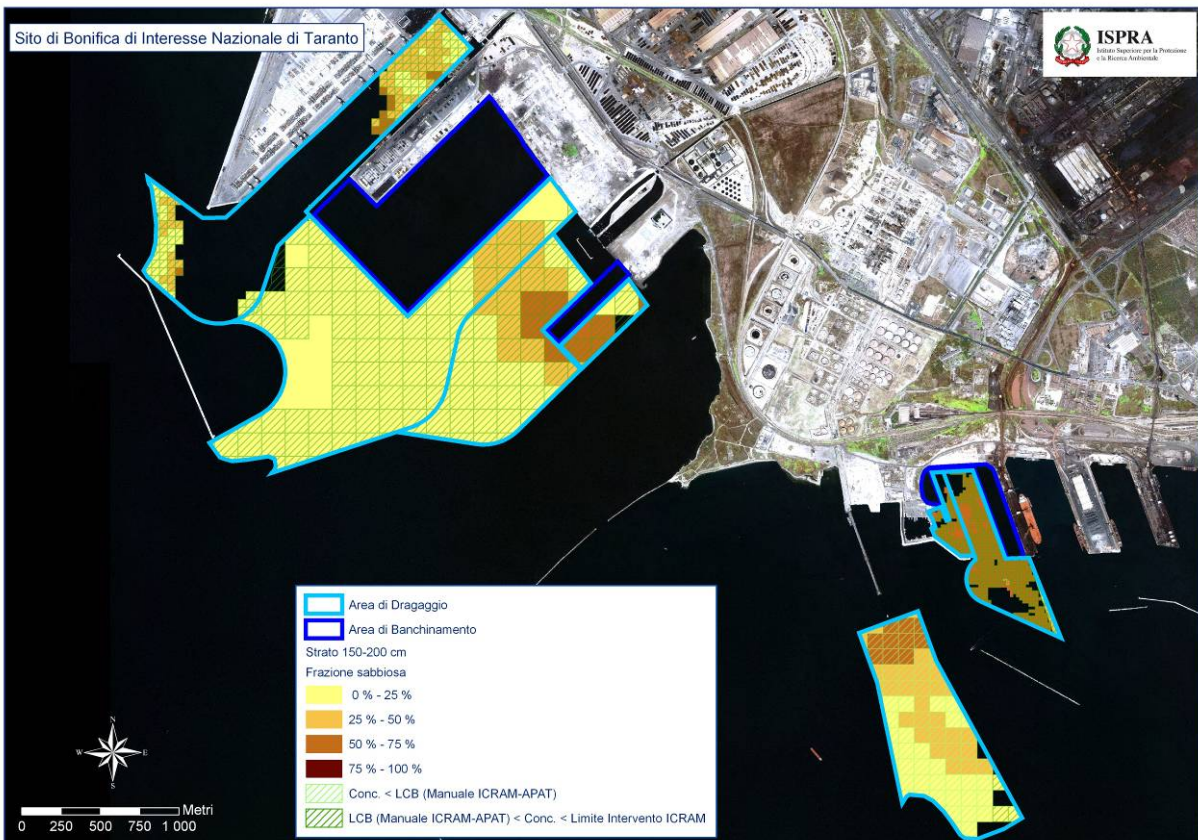 Sito di Bonifica di Interesse Nazionale di Taranto
ISPRA
Istituto Superiore per la Protezione
e la Ricerca Ambientale
Area di Dragaggio
Area di Banchinamento
Strato 150-200 cm
Frazione sabbiosa
0 % - 25 %
25 % - 50 %
50 % - 75 %
75 % - 100 %
Conc. < LCB (Manuale ICRAM-APAT)
LCB (Manuale ICRAM-APAT) < Conc. < Limite Intervento ICRAM
N
W
E
S
Metri
0 250 500 750 1 000